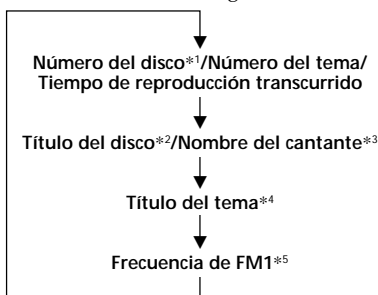 Número del disco*1/Número del tema/
Tiempo de reproducción transcurrido
Título del disco*2/Nombre del cantante*3
Título del tema*4
Frecuencia de FM1*5